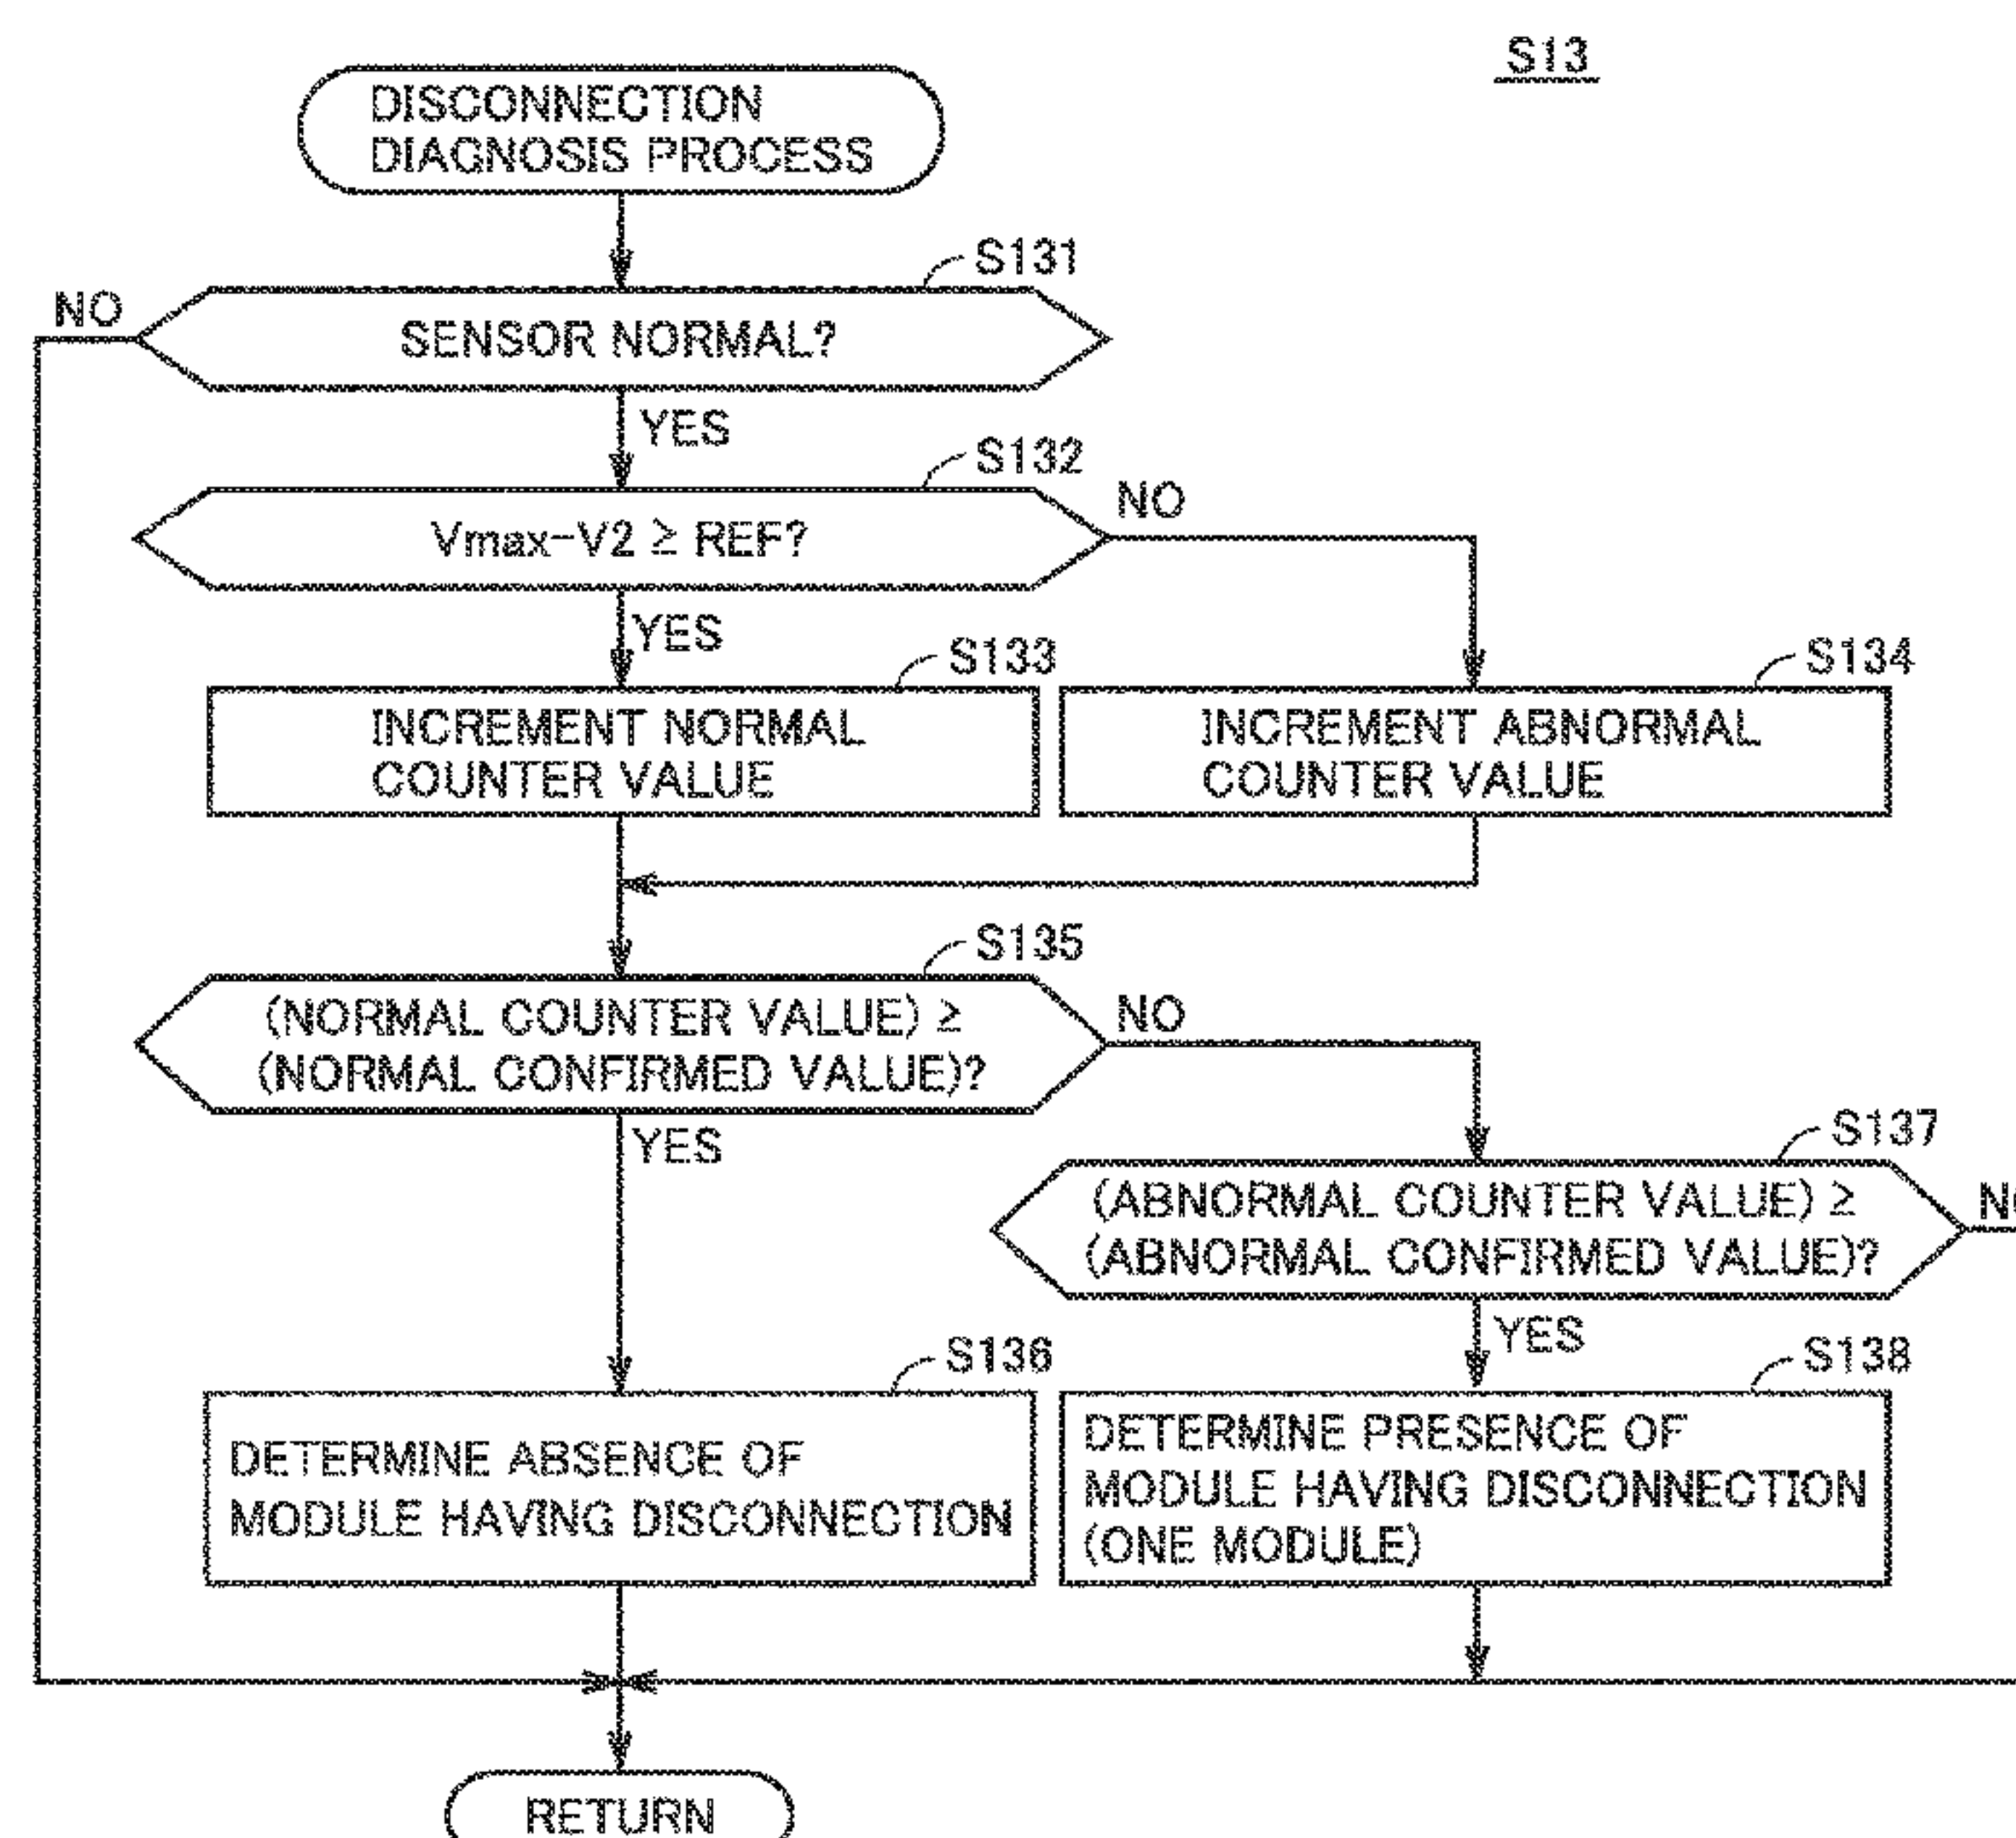 S13
DISCONNECTION
DIAGNOSIS PROCESS
S131
NO
SENSOR NORMAL?
YES
S132
NO
Vmax-V2 ≥ REF?
YES
S133
S134
INCREMENT NORMAL
COUNTER VALUE
INCREMENT ABNORMAL
COUNTER VALUE
S135
(NORMAL COUNTER VALUE) ≥
(NORMAL CONFIRMED VALUE)?
NO
YES
S137
(ABNORMAL COUNTER VALUE) ≥
(ABNORMAL CONFIRMED VALUE)?
YES
S136
S138
DETERMINE ABSENCE OF
MODULE HAVING DISCONNECTION
DETERMINE PRESENCE OF
MODULE HAVING DISCONNECTION
(ONE MODULE)
RETURN